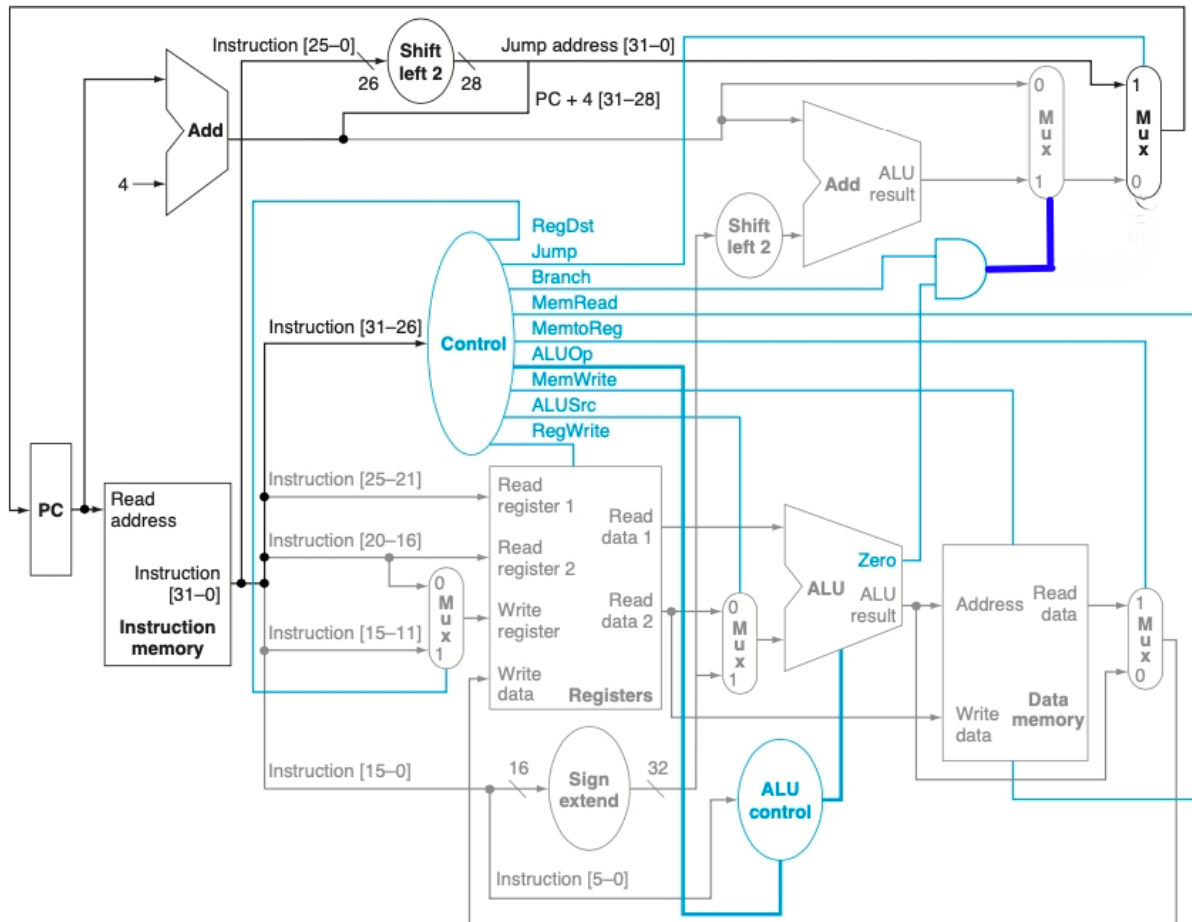 Instruction [25–0]
Shift
left 2
Jump address [31–0]
26
28
PC + 4 [31–28]
Add
4
0
M
u
x
1
1
M
u
x
0
Add
ALU
result
Shift
left 2
RegDst
Jump
Branch
MemRead
MemtoReg
ALUOp
MemWrite
ALUSrc
RegWrite
Control
Instruction [31–26]
PC
Read
address
Instruction
[31–0]
Instruction
memory
Instruction [25–21]
Instruction [20–16]
Instruction [15–11]
0
M
u
x
1
Read
register 1
Read
register 2
Write
register
Write
data
Read
data 1
Read
data 2
Registers
0
M
u
x
1
Zero
ALU
ALU
result
Address
Read
data
Write
data
Data
memory
1
M
u
x
0
Instruction [15–0]
16
Sign
extend
32
ALU
control
Instruction [5–0]